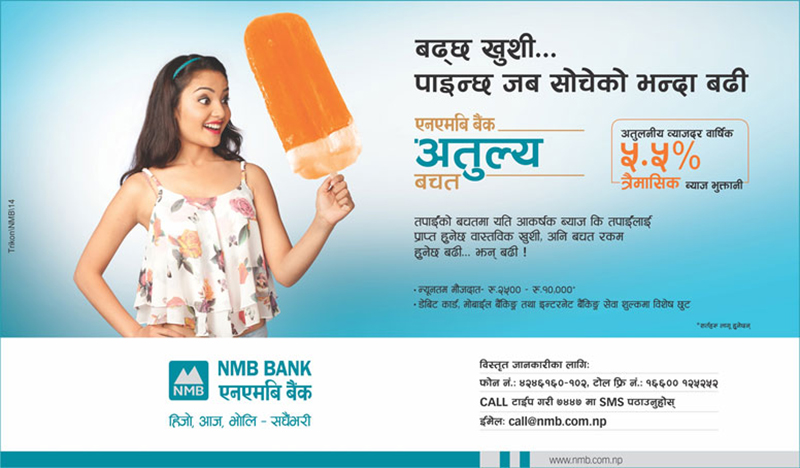 बढ्छ खुशी...
पाइन्छ जब सोचेको भन्दा बढी
एनएमबि बैंक
अतुल्य
बचत
अतुलनीय ब्याजदर वार्षिक
५.५%
त्रैमासिक ब्याज भुक्तानी
तपाईंको बचतमा यति आकर्षक ब्याज कि तपाईंलाई
प्राप्त हुनेछ वास्तविक खुशी, अनि बचत रकम
हुनेछ बढी... झन् बढी !
• न्यूनतम मौजदात- रू.२५०० - रू.१०,०००*
• डेबिट कार्ड, मोबाईल बैंकिङ्ग तथा इन्टरनेट बैंकिङ्ग सेवा शुल्कमा विशेष छुट
*शर्तहरू लागू हुनेछन्
TrikonNMBi14
NMB
NMB BANK
एनएमबि बैंक
हिजो, आज, भोलि - सधैंभरी
विस्तृत जानकारीका लागि:
फोन नं.: ४२४६१६०-१०२, टोल फ्रि नं.: १६६०० १२५२५२
CALL टाईप गरी ७४४७ मा SMS पठाउनुहोस्
ईमेल: call@nmb.com.np
www.nmb.com.np